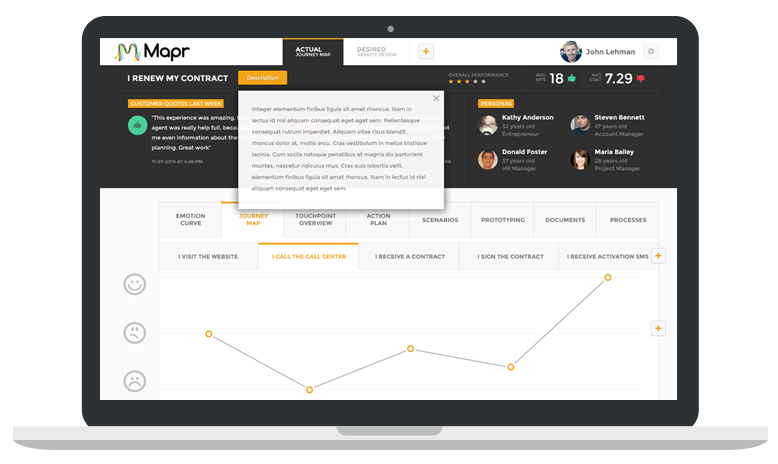 Mapr
ACTUAL
JOURNEY MAP
DESIRED
SERVICE DESIGN
+
John Lehman
I RENEW MY CONTRACT
Description
OVERALL PERFORMANCE
AVG
NPS
18
AVG
CSAT
7.29
CUSTOMER QUOTES LAST WEEK
"This experience was amazing,
agent was really help full,
me even information about the
planning. Great work"
11-07-2014 AT 4:46 PM
Integer elementum finibus ligula sit amet rhoncus. Nam in
lectus id nisi aliquam consequat eget eget sem. Pellentesque
consequat rutrum imperdiet. Aliquam vitae risus blandit,
rhoncus dolor at, mollis arcu. Cras vestibulum in metus tristique
lacinia. Cum sociis natoque penatibus et magnis dis parturient
montes, nascetur ridiculus mus. Cras quis lobortis velit.
elementum finibus ligula sit amet rhoncus. Nam in lectus id nisi
aliquam consequat eget eget sem.
PERSONAS
Kathy Anderson
32 years old
Entrepreneur
Steven Bennett
47 years old
Account Manager
Donald Foster
37 years old
HR Manager
Maria Bailey
28 years old
Project Manager
EMOTION
CURVE
JOURNEY
MAP
TOUCHPOINT
OVERVIEW
ACTION
PLAN
SCENARIOS
PROTOTYPING
DOCUMENTS
PROCESSES
I VISIT THE WEBSITE
I CALL THE CALL CENTER
I RECEIVE A CONTRACT
I SIGN THE CONTRACT
I RECEIVE ACTIVATION SMS
+
+